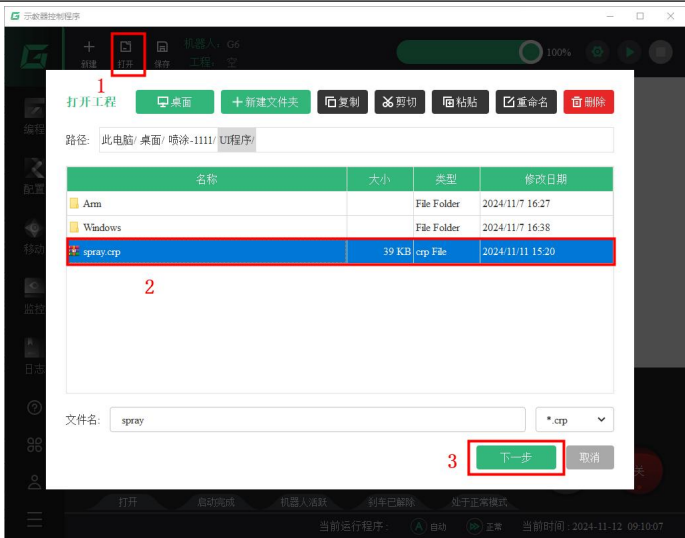 示教器控制程序
新建 打开 保存
机器人: G6
工程: 空
100%
1
打开工程 桌面 新建文件夹 复制 剪切 粘贴 重命名 删除
路径: 此电脑/ 桌面/ 喷涂-1111/ UI程序/
名称 大小 类型 修改日期
Arm File Folder 2024/11/7 16:27
Windows File Folder 2024/11/7 16:38
spray.crp 39 KB crp File 2024/11/11 15:20
2
文件名: spray *.crp
3 下一步 取消
编程
配置
移动
监控
日志
关
打开 启动完成 机器人活跃 刹车已解除 处于正常模式
当前运行程序: A 自动 正常 当前时间 : 2024-11-12 09:10:07